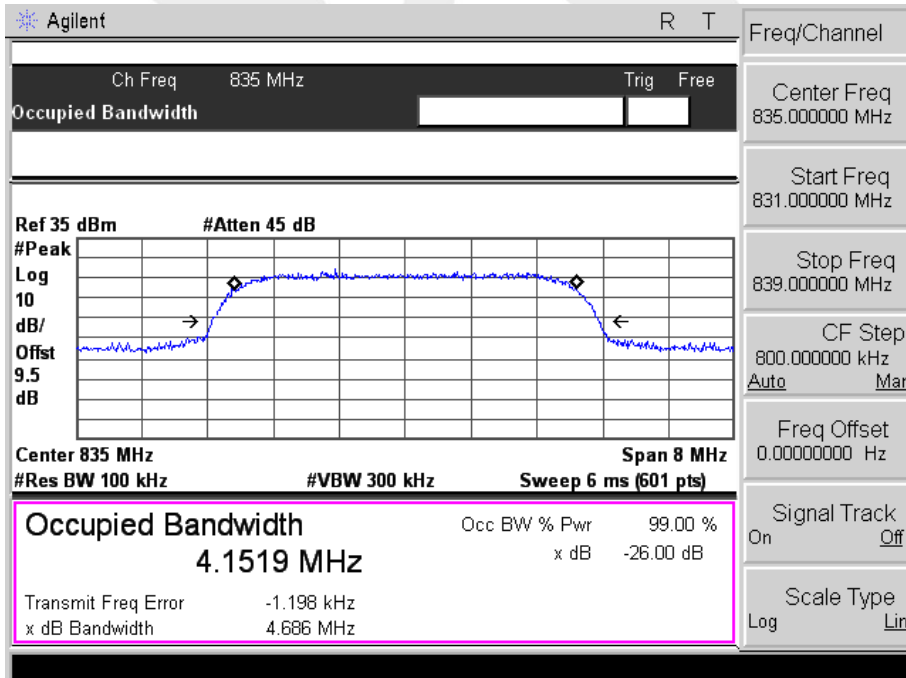 Agilent
R T
Freq/Channel
Ch Freq 835 MHz
Trig Free
Occupied Bandwidth
Center Freq
835.000000 MHz
Start Freq
831.000000 MHz
Stop Freq
839.000000 MHz
CF Step
800.000000 kHz
Auto Man
Freq Offset
0.00000000 Hz
Signal Track
On Off
Scale Type
Log Lin
Ref 35 dBm #Atten 45 dB
#Peak
Log
10
dB/
Offst
9.5
dB
Center 835 MHz Span 8 MHz
#Res BW 100 kHz #VBW 300 kHz Sweep 6 ms (601 pts)
Occupied Bandwidth
4.1519 MHz
Occ BW % Pwr 99.00 %
x dB -26.00 dB
Transmit Freq Error -1.198 kHz
x dB Bandwidth 4.686 MHz